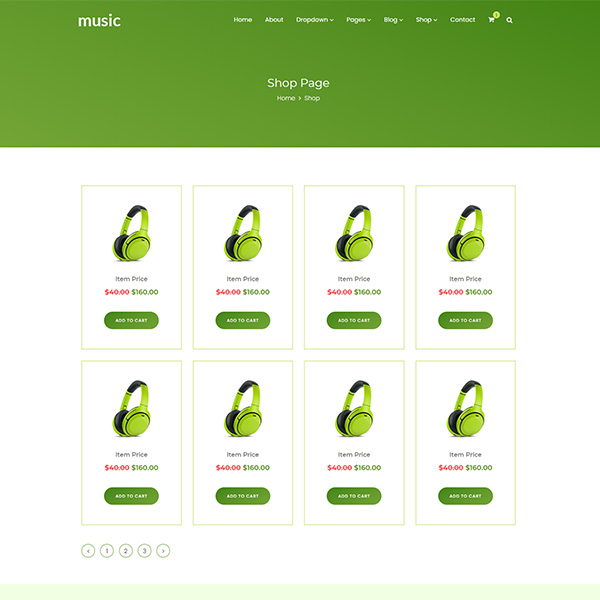 music Home About Dropdown Pages Blog Shop Contact 1
Shop Page
Home > Shop
Item Price Item Price Item Price Item Price
$40.00 $160.00 $40.00 $160.00 $40.00 $160.00 $40.00 $160.00
ADD TO CART ADD TO CART ADD TO CART ADD TO CART
Item Price Item Price Item Price Item Price
$40.00 $160.00 $40.00 $160.00 $40.00 $160.00 $40.00 $160.00
ADD TO CART ADD TO CART ADD TO CART ADD TO CART
‹ 1 2 3 ›